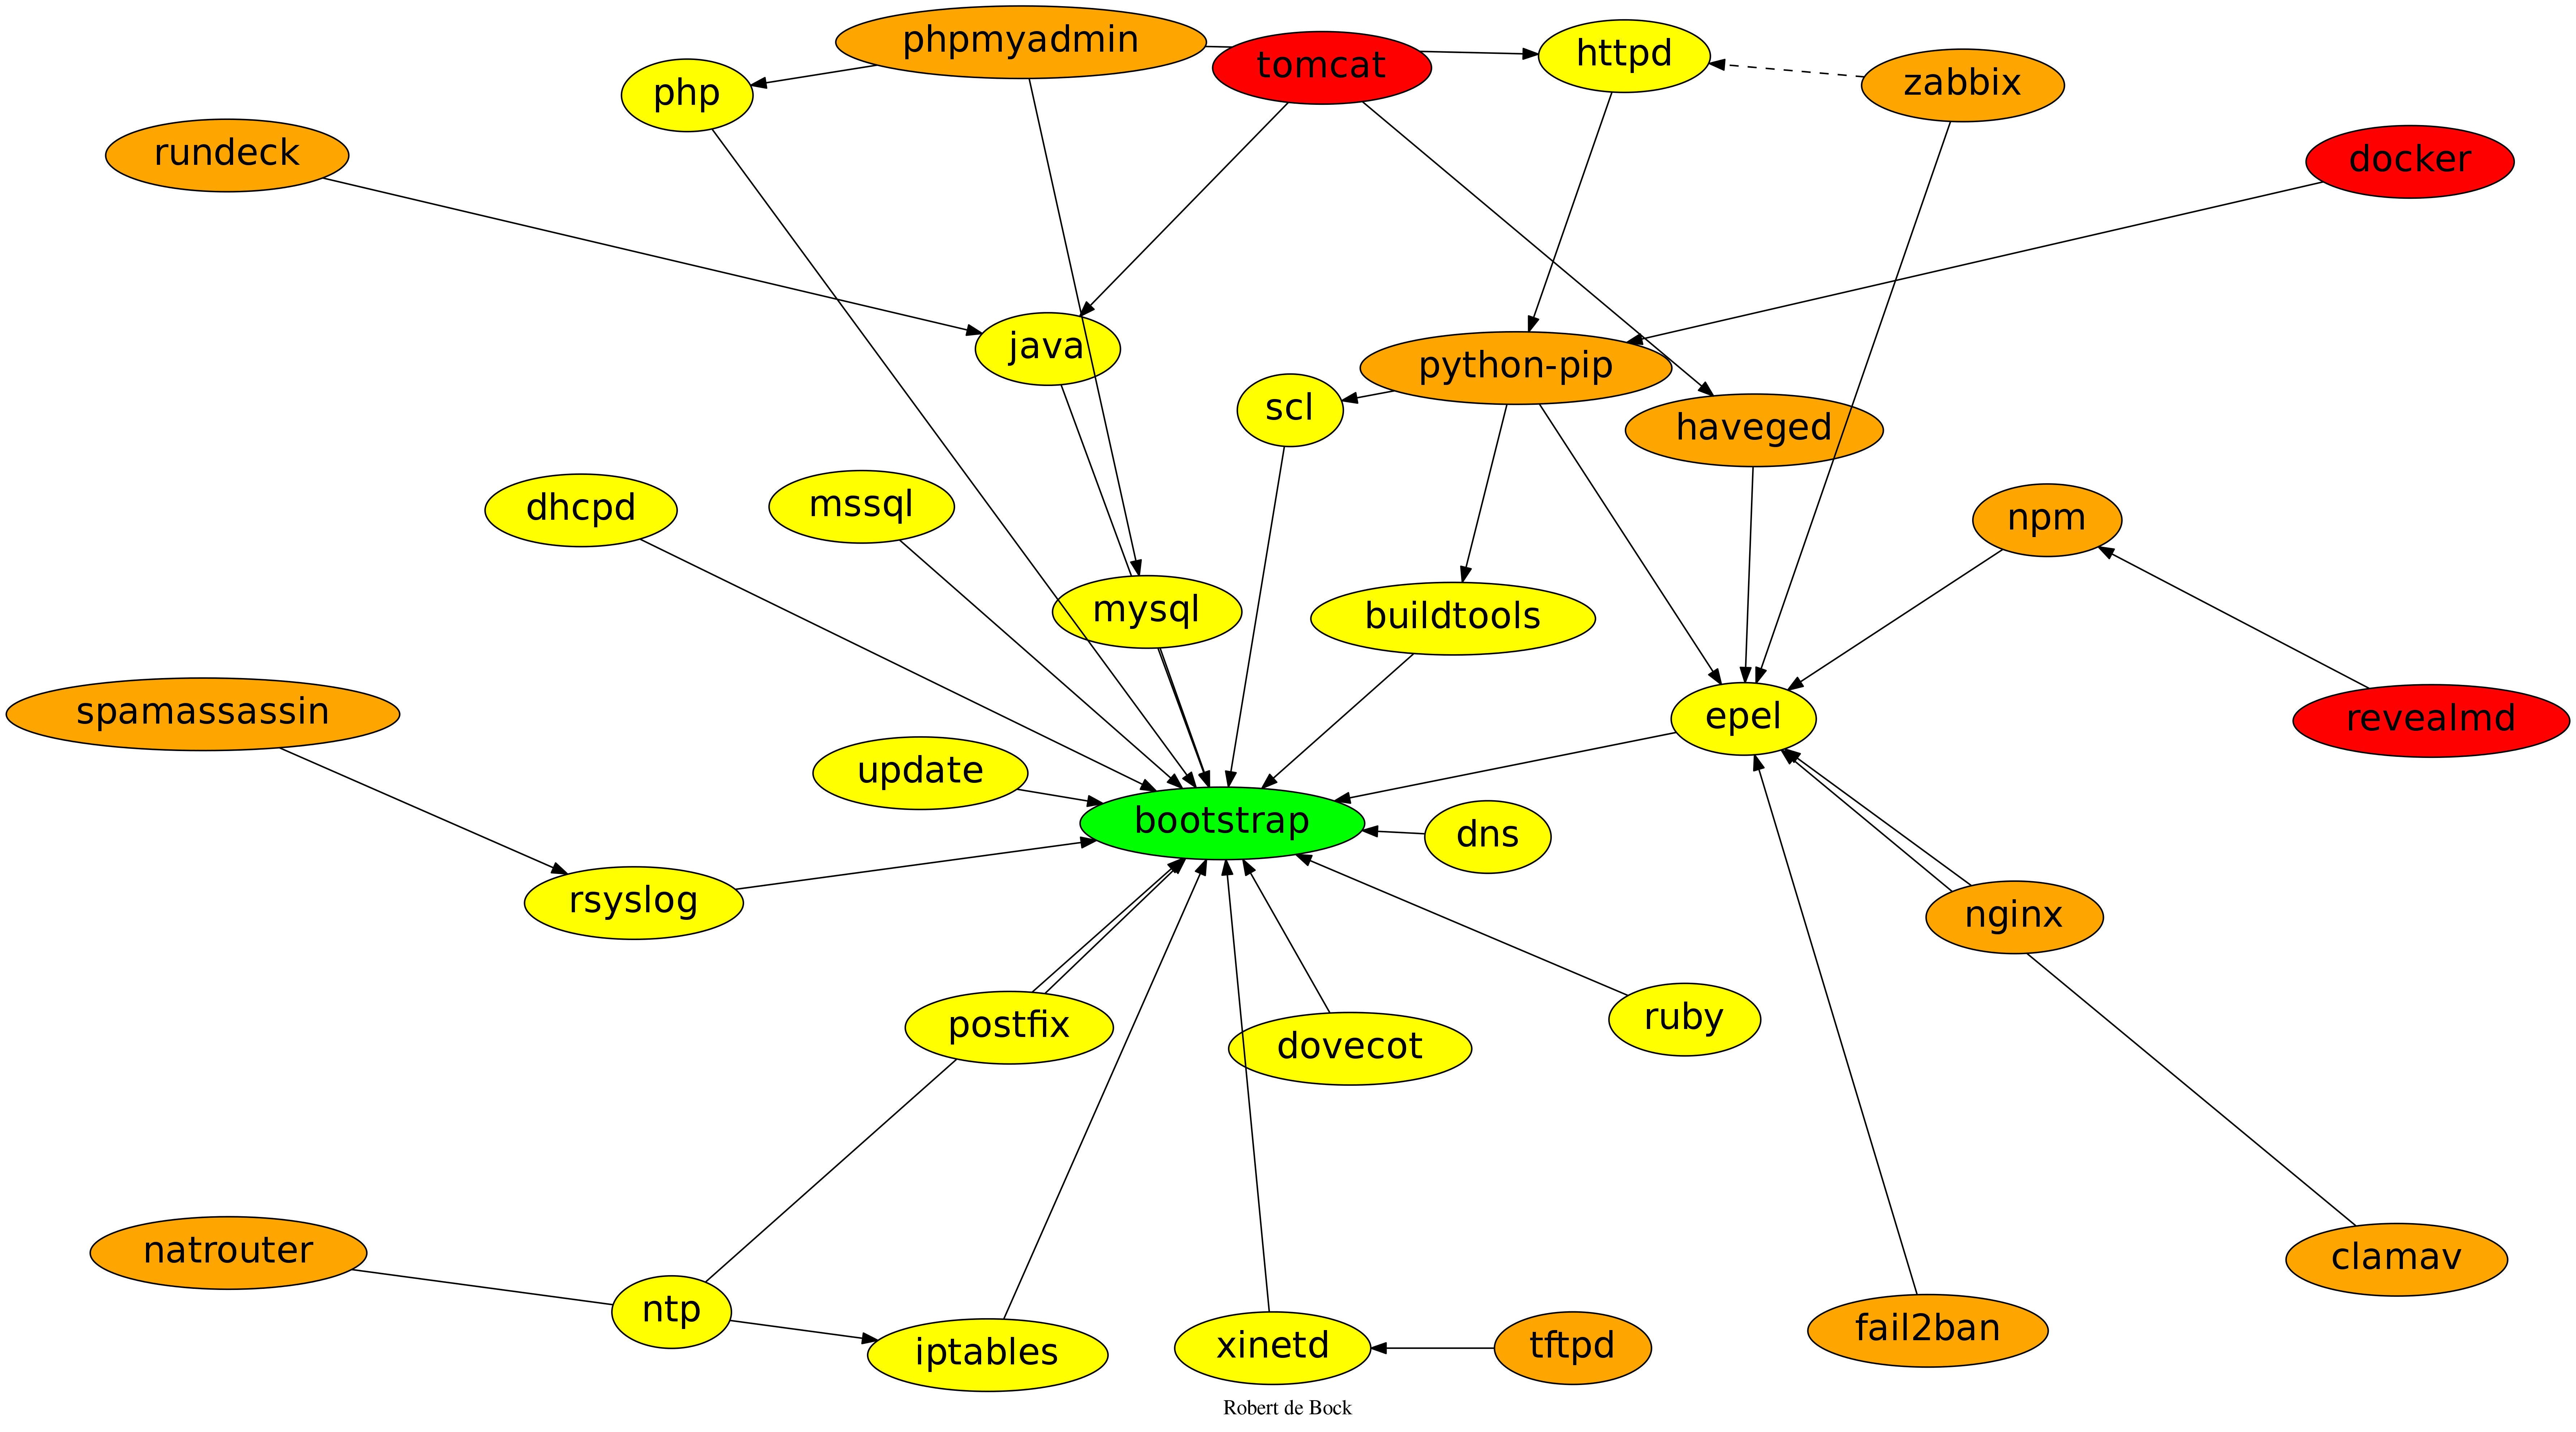 phpmyadmin
tomcat
httpd
zabbix
php
rundeck
docker
java
python-pip
scl
haveged
dhcpd
mssql
npm
mysql
buildtools
spamassassin
epel
revealmd
update
bootstrap
dns
rsyslog
nginx
postfix
dovecot
ruby
natrouter
clamav
ntp
iptables
xinetd
tftpd
fail2ban
Robert de Bock